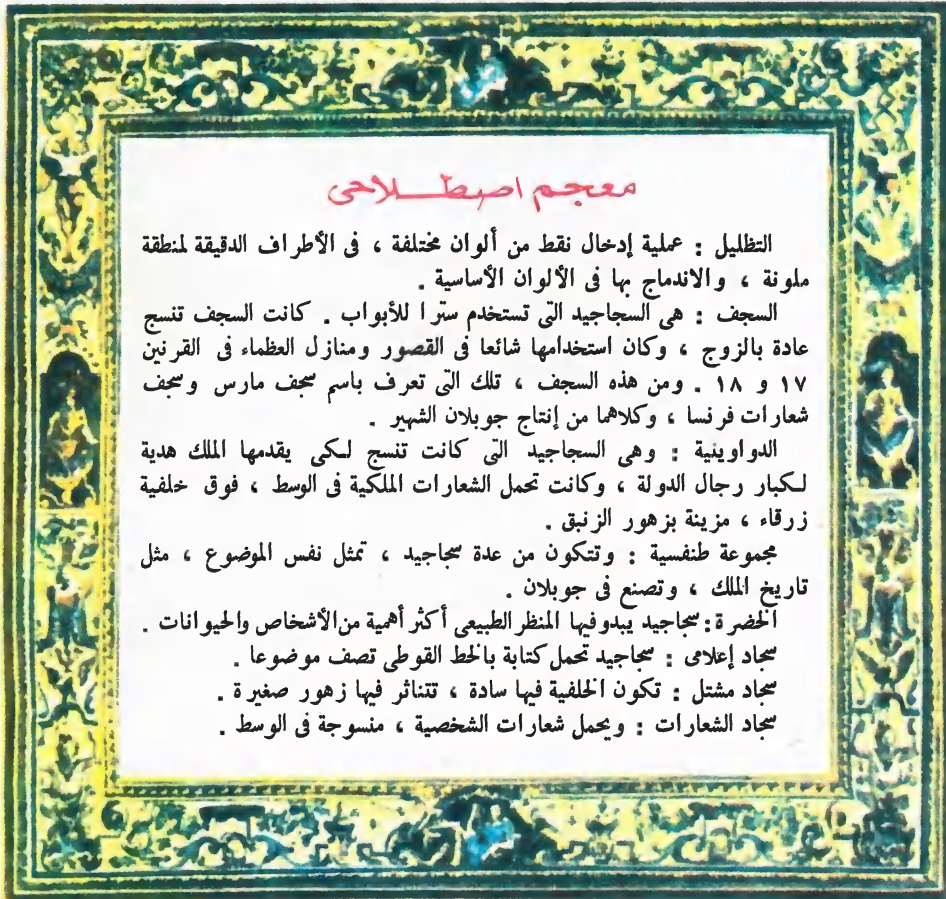 معجم اصطلاحى
التظليل : عملية إدخال نقط من ألوان مختلفة ، فى الأطراف الدقيقة لمنطقة
ملونة ، والاندماج بها فى الألوان الأساسية .
السجف : هى السجاجيد التى تستخدم سترا للأبواب . كانت السجف تنسج
عادة بالزوج ، وكان استخدامها شائعا فى القصور ومنازل العظماء فى القرنين
١٧ و ١٨ . ومن هذه السجف ، تلك التى تعرف باسم سجف مارس وسجف
شعارات فرنسا ، وكلاهما من إنتاج جوبلان الشهير .
الدواوينية : وهى السجاجيد التى كانت تنسج لكى يقدمها الملك هدية
لكبار رجال الدولة ، وكانت تحمل الشعارات الملكية فى الوسط ، فوق خلفية
زرقاء ، مزينة بزهور الزنبق .
مجموعة طنفسية : وتتكون من عدة سجاجيد ، تمثل نفس الموضوع ، مثل
تاريخ الملك ، وتصنع فى جوبلان .
الخضرة : سجاجيد يبدو فيها المنظر الطبيعى أكثر أهمية من الأشخاص والحيوانات .
سجاد إعلامى : سجاجيد تحمل كتابة بالخط القوطى تصف موضوعا .
سجاد مشتل : تكون الخلفية فيها سادة ، تتناثر فيها زهور صغيرة .
سجاد الشعارات : ويحمل شعارات الشخصية ، منسوجة فى الوسط .